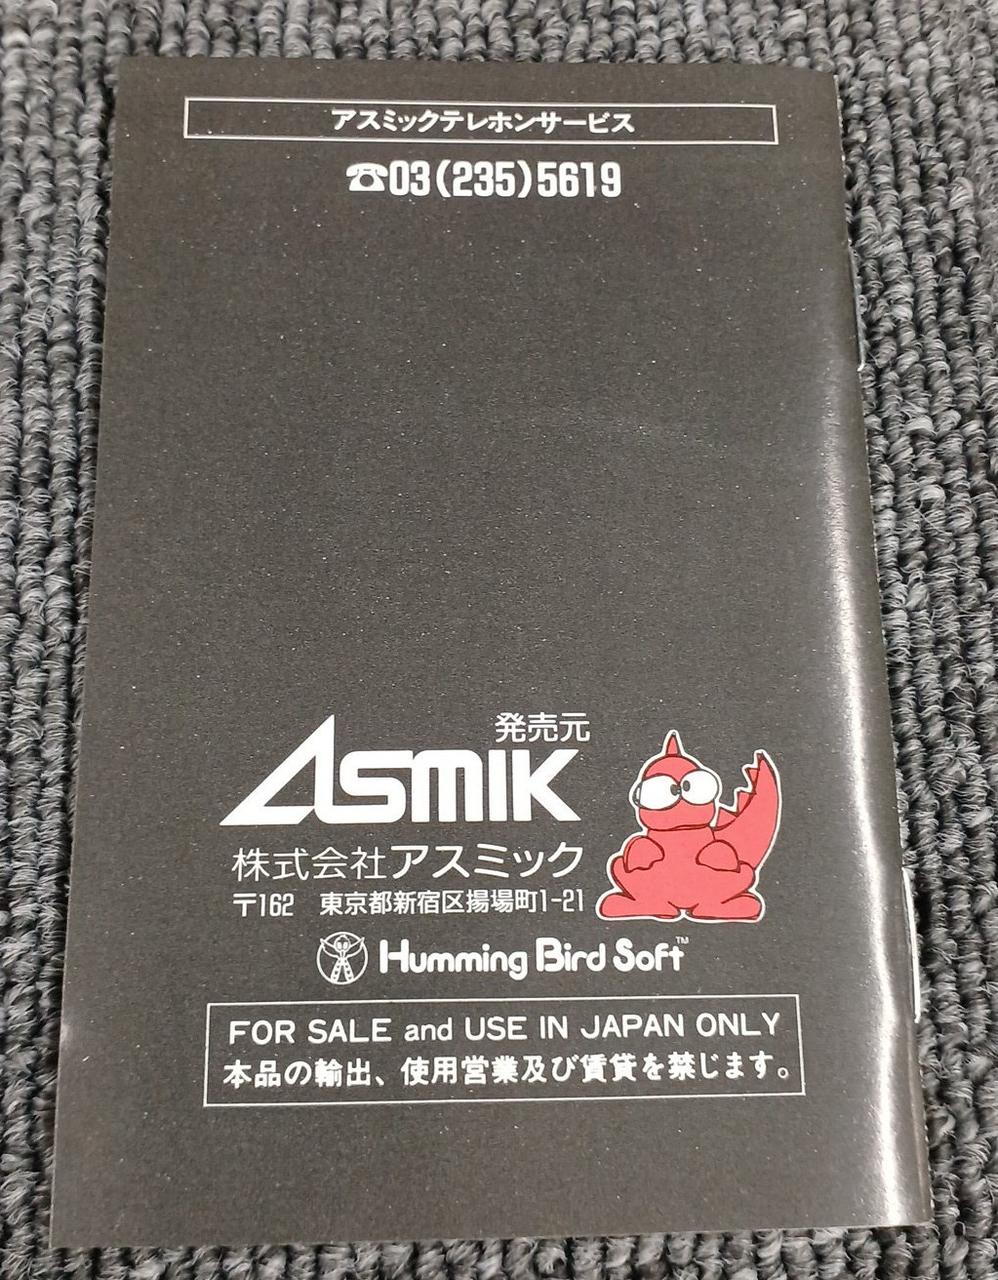 アスミックテレホンサービス
☎03(235)5619
発売元
ASMIK
株式会社アスミック
〒162 東京都新宿区揚場町1-21
Humming Bird Soft™
FOR SALE and USE IN JAPAN ONLY
本品の輸出、使用営業及び賃貸を禁じます。